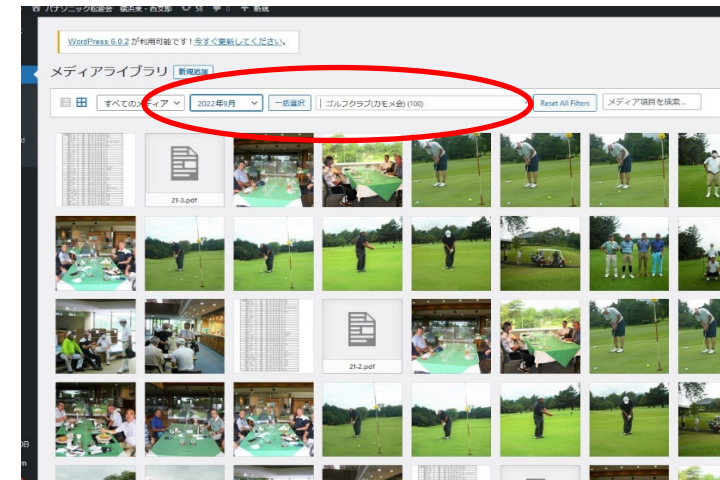 パナソニック松愛会 横浜東・西支部 58 0 + 新規
WordPress 6.0.2 が利用可能です！今すぐ更新してください。
メディアライブラリ 新規追加
すべてのメディア 2022年9月 一括選択 ゴルフクラブ(カモメ会) (100) Reset All Filters メディア項目を検索...
21-3.pdf
21-2.pdf